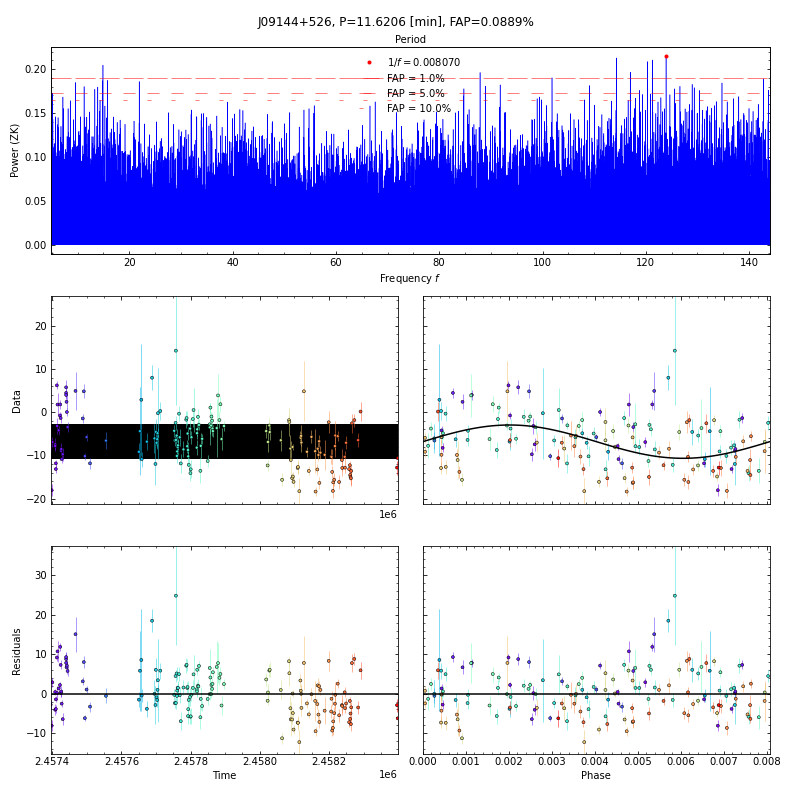 J09144+526, P=11.6206 [min], FAP=0.0889%
Period
1/f = 0.008070
FAP = 1.0%
FAP = 5.0%
FAP = 10.0%
Power (ZK)
0.20
0.15
0.10
0.05
0.00
20 40 60 80 100 120 140
Frequency f
Data
20
10
0
−10
−20
1e6
Residuals
30
20
10
0
−10
2.4574 2.4576 2.4578 2.4580 2.4582
1e6
Time
0.000 0.001 0.002 0.003 0.004 0.005 0.006 0.007 0.008
Phase